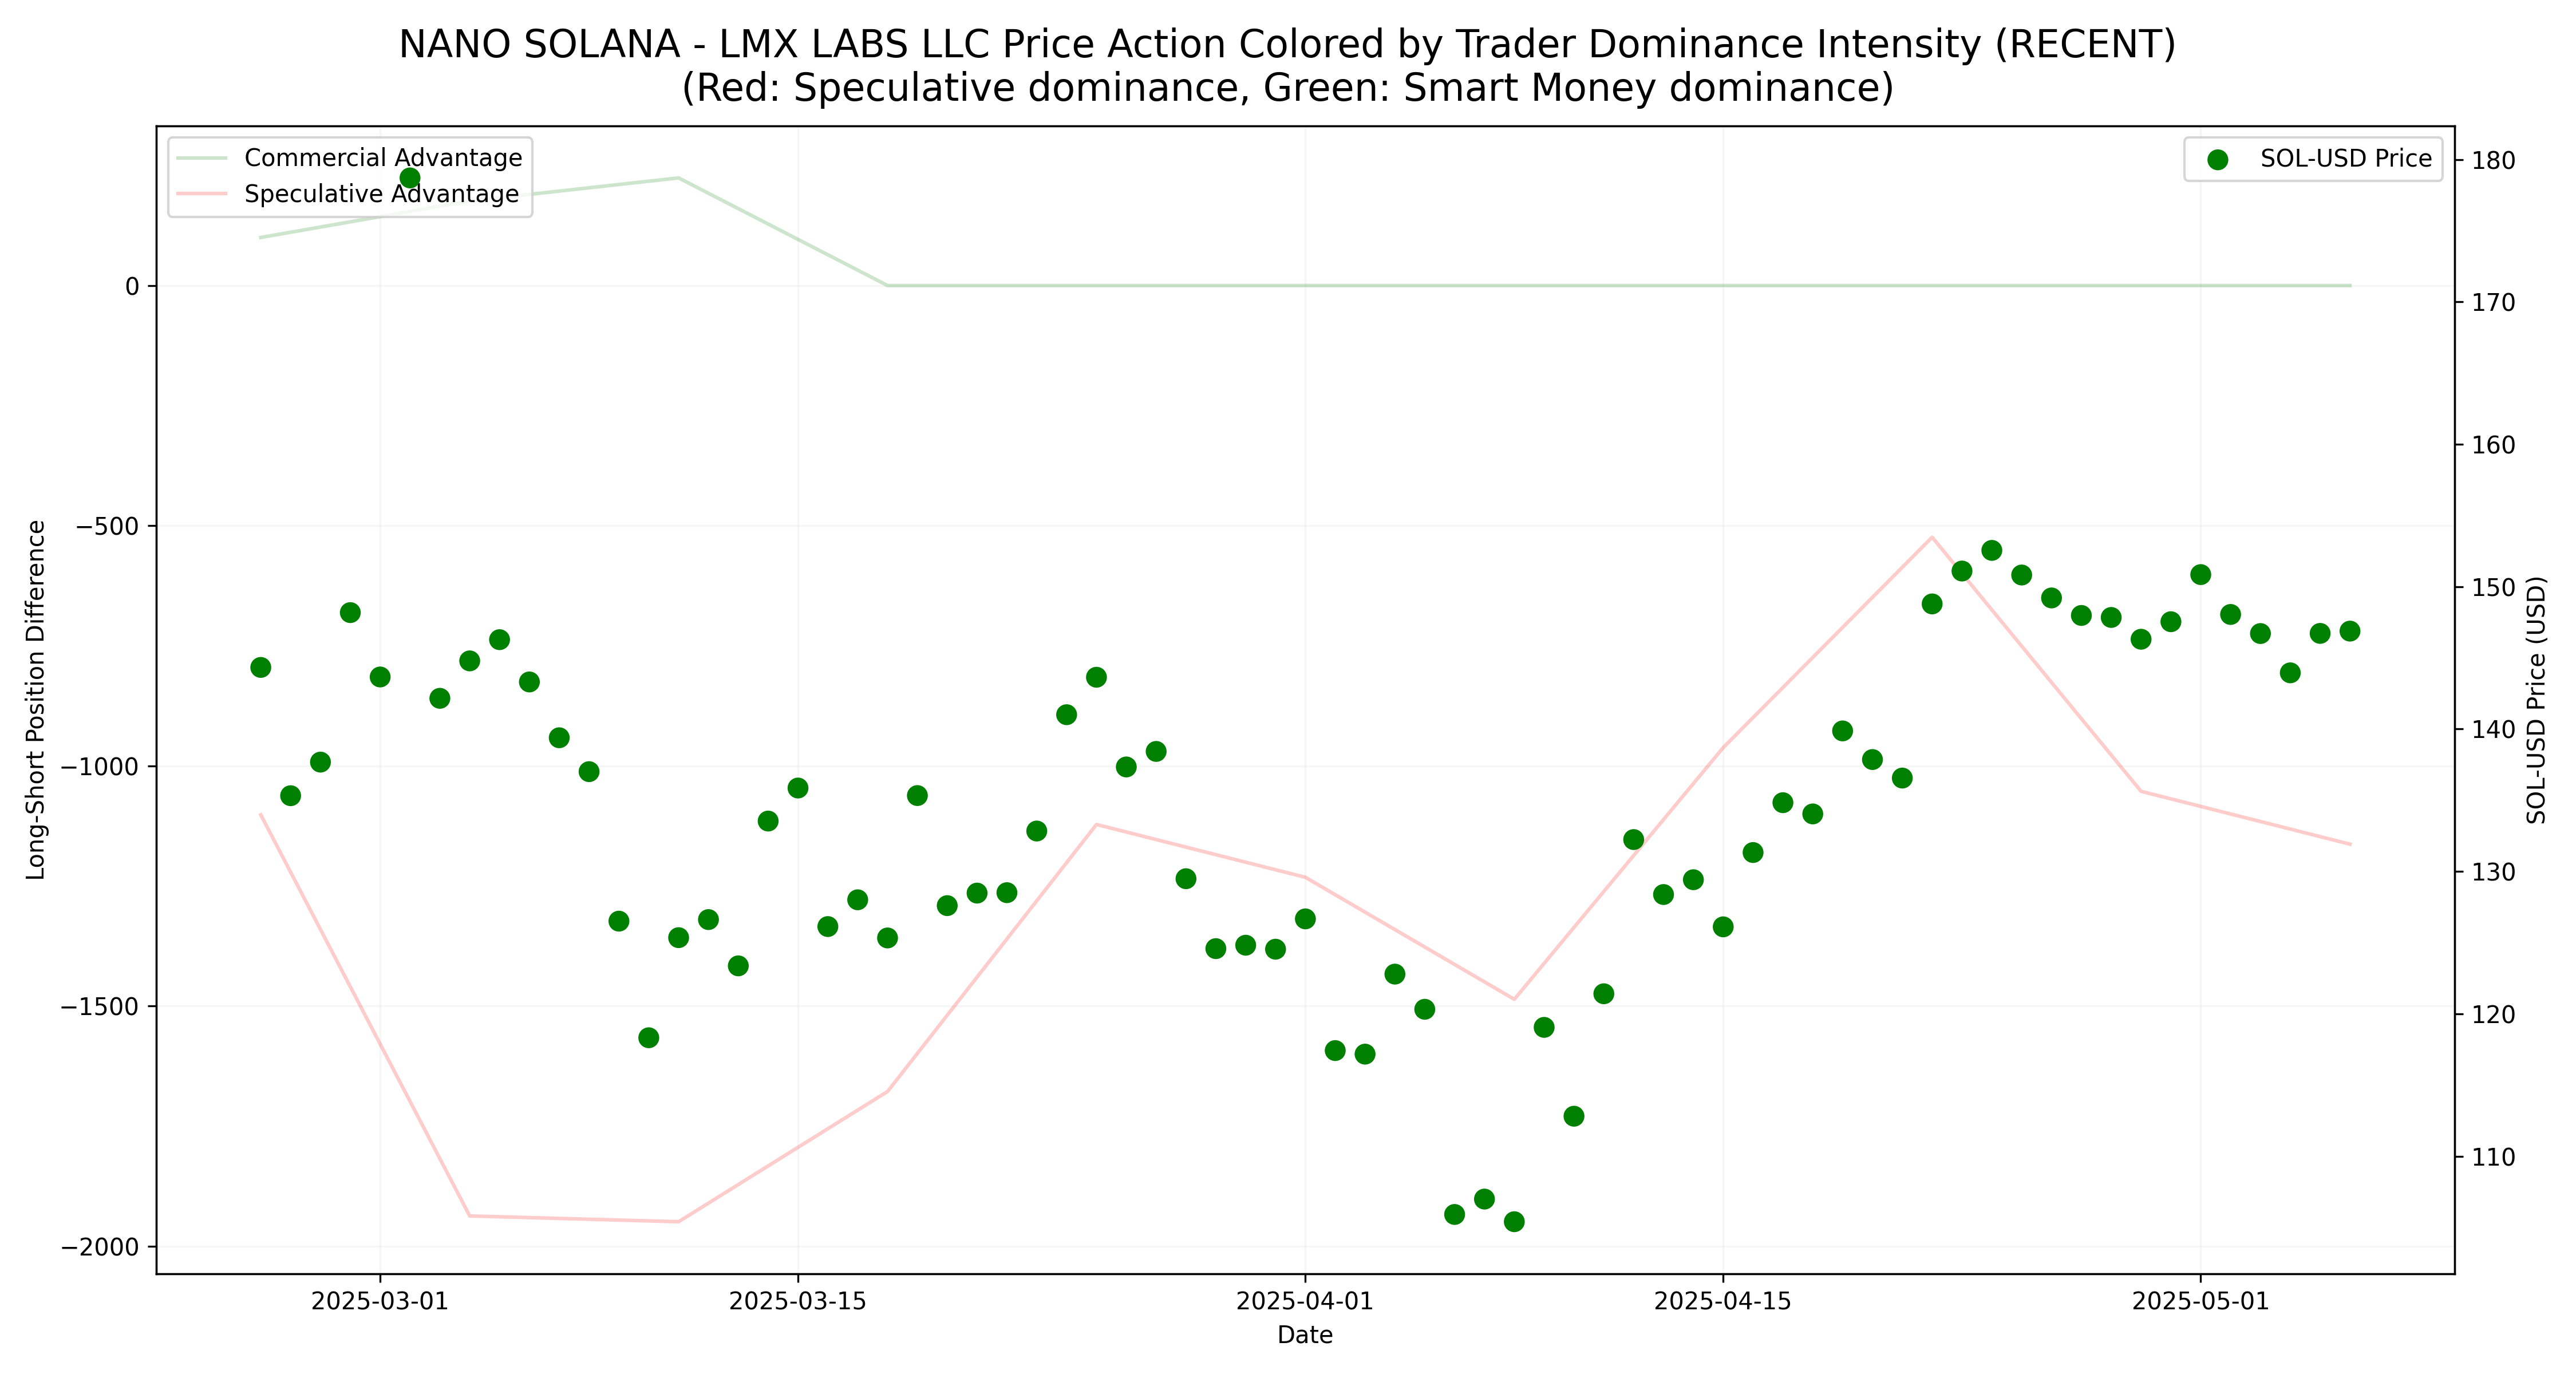 NANO SOLANA - LMX LABS LLC Price Action Colored by Trader Dominance Intensity (RECENT)
(Red: Speculative dominance, Green: Smart Money dominance)
Commercial Advantage
Speculative Advantage
SOL-USD Price
Long-Short Position Difference
0
−500
−1000
−1500
−2000
180
170
160
150
140
130
120
110
SOL-USD Price (USD)
2025-03-01
2025-03-15
2025-04-01
2025-04-15
2025-05-01
Date